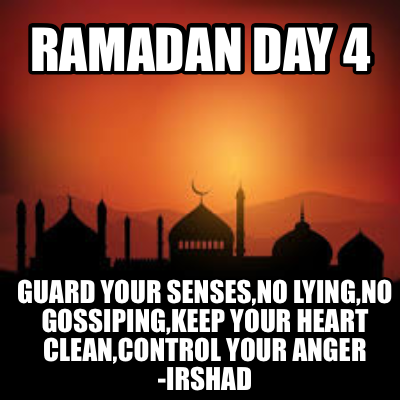 RAMADAN DAY 4
GUARD YOUR SENSES,NO LYING,NO
GOSSIPING,KEEP YOUR HEART
CLEAN,CONTROL YOUR ANGER
-IRSHAD